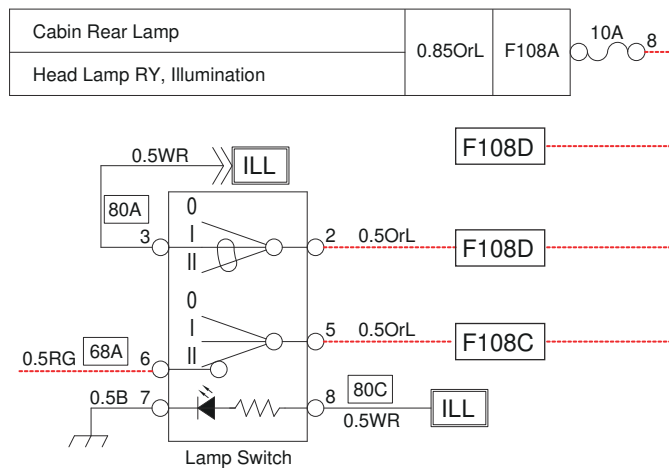 Cabin Rear Lamp
Head Lamp RY, Illumination
0.85OrL
F108A
10A
8
F108D
0.5WR
ILL
80A
3
0
I
II
2
0.5OrL
F108D
0
I
II
5
0.5OrL
F108C
0.5RG
68A
6
0.5B
7
8
80C
0.5WR
ILL
Lamp Switch